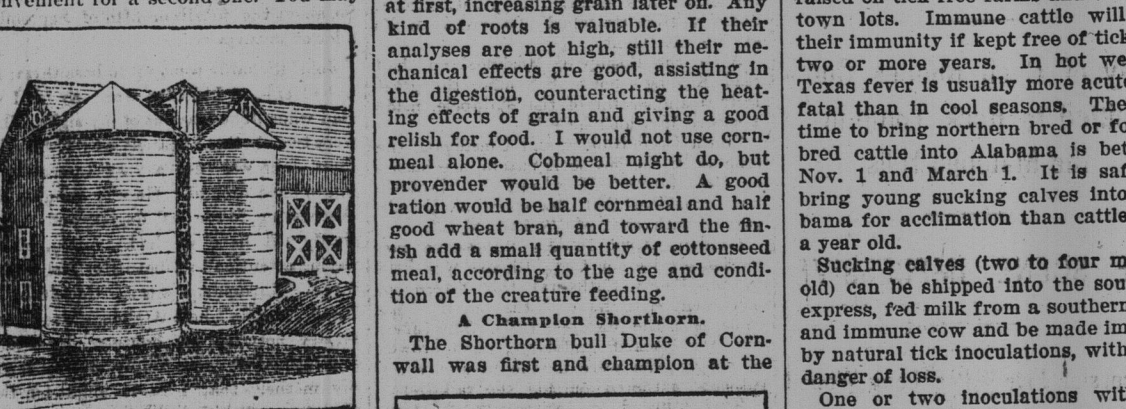 for a second one. You may
at first, increasing grain later on. Any
kind of roots is valuable. If their
analyses are not high, still their me-
chanical effects are good, assisting in
the digestion, counteracting the heat-
ing effects of grain and giving a good
relish for food. I would not use corn-
meal alone. Cobmeal might do, but
provender would be better. A good
ration would be half cornmeal and half
good wheat bran, and toward the fin-
ish add a small quantity of cottonseed
meal, according to the age and condi-
tion of the creature feeding.
A Champion Shorthorn.
The Shorthorn bull Duke of Corn-
wall was first and champion at the
town lots. Immune cattle will
their immunity if kept free of tick
two or more years. In hot we
Texas fever is usually more acute
fatal than in cool seasons. The
time to bring northern bred or fo
bred cattle into Alabama is bet
Nov. 1 and March 1. It is saf
bring young sucking calves into
bama for acclimation than cattle
a year old.
Sucking calves (two to four m
old) can be shipped into the sou
express, fed milk from a southern
and immune cow and be made im
by natural tick inoculations, with
danger of loss.
One or two inoculations wit